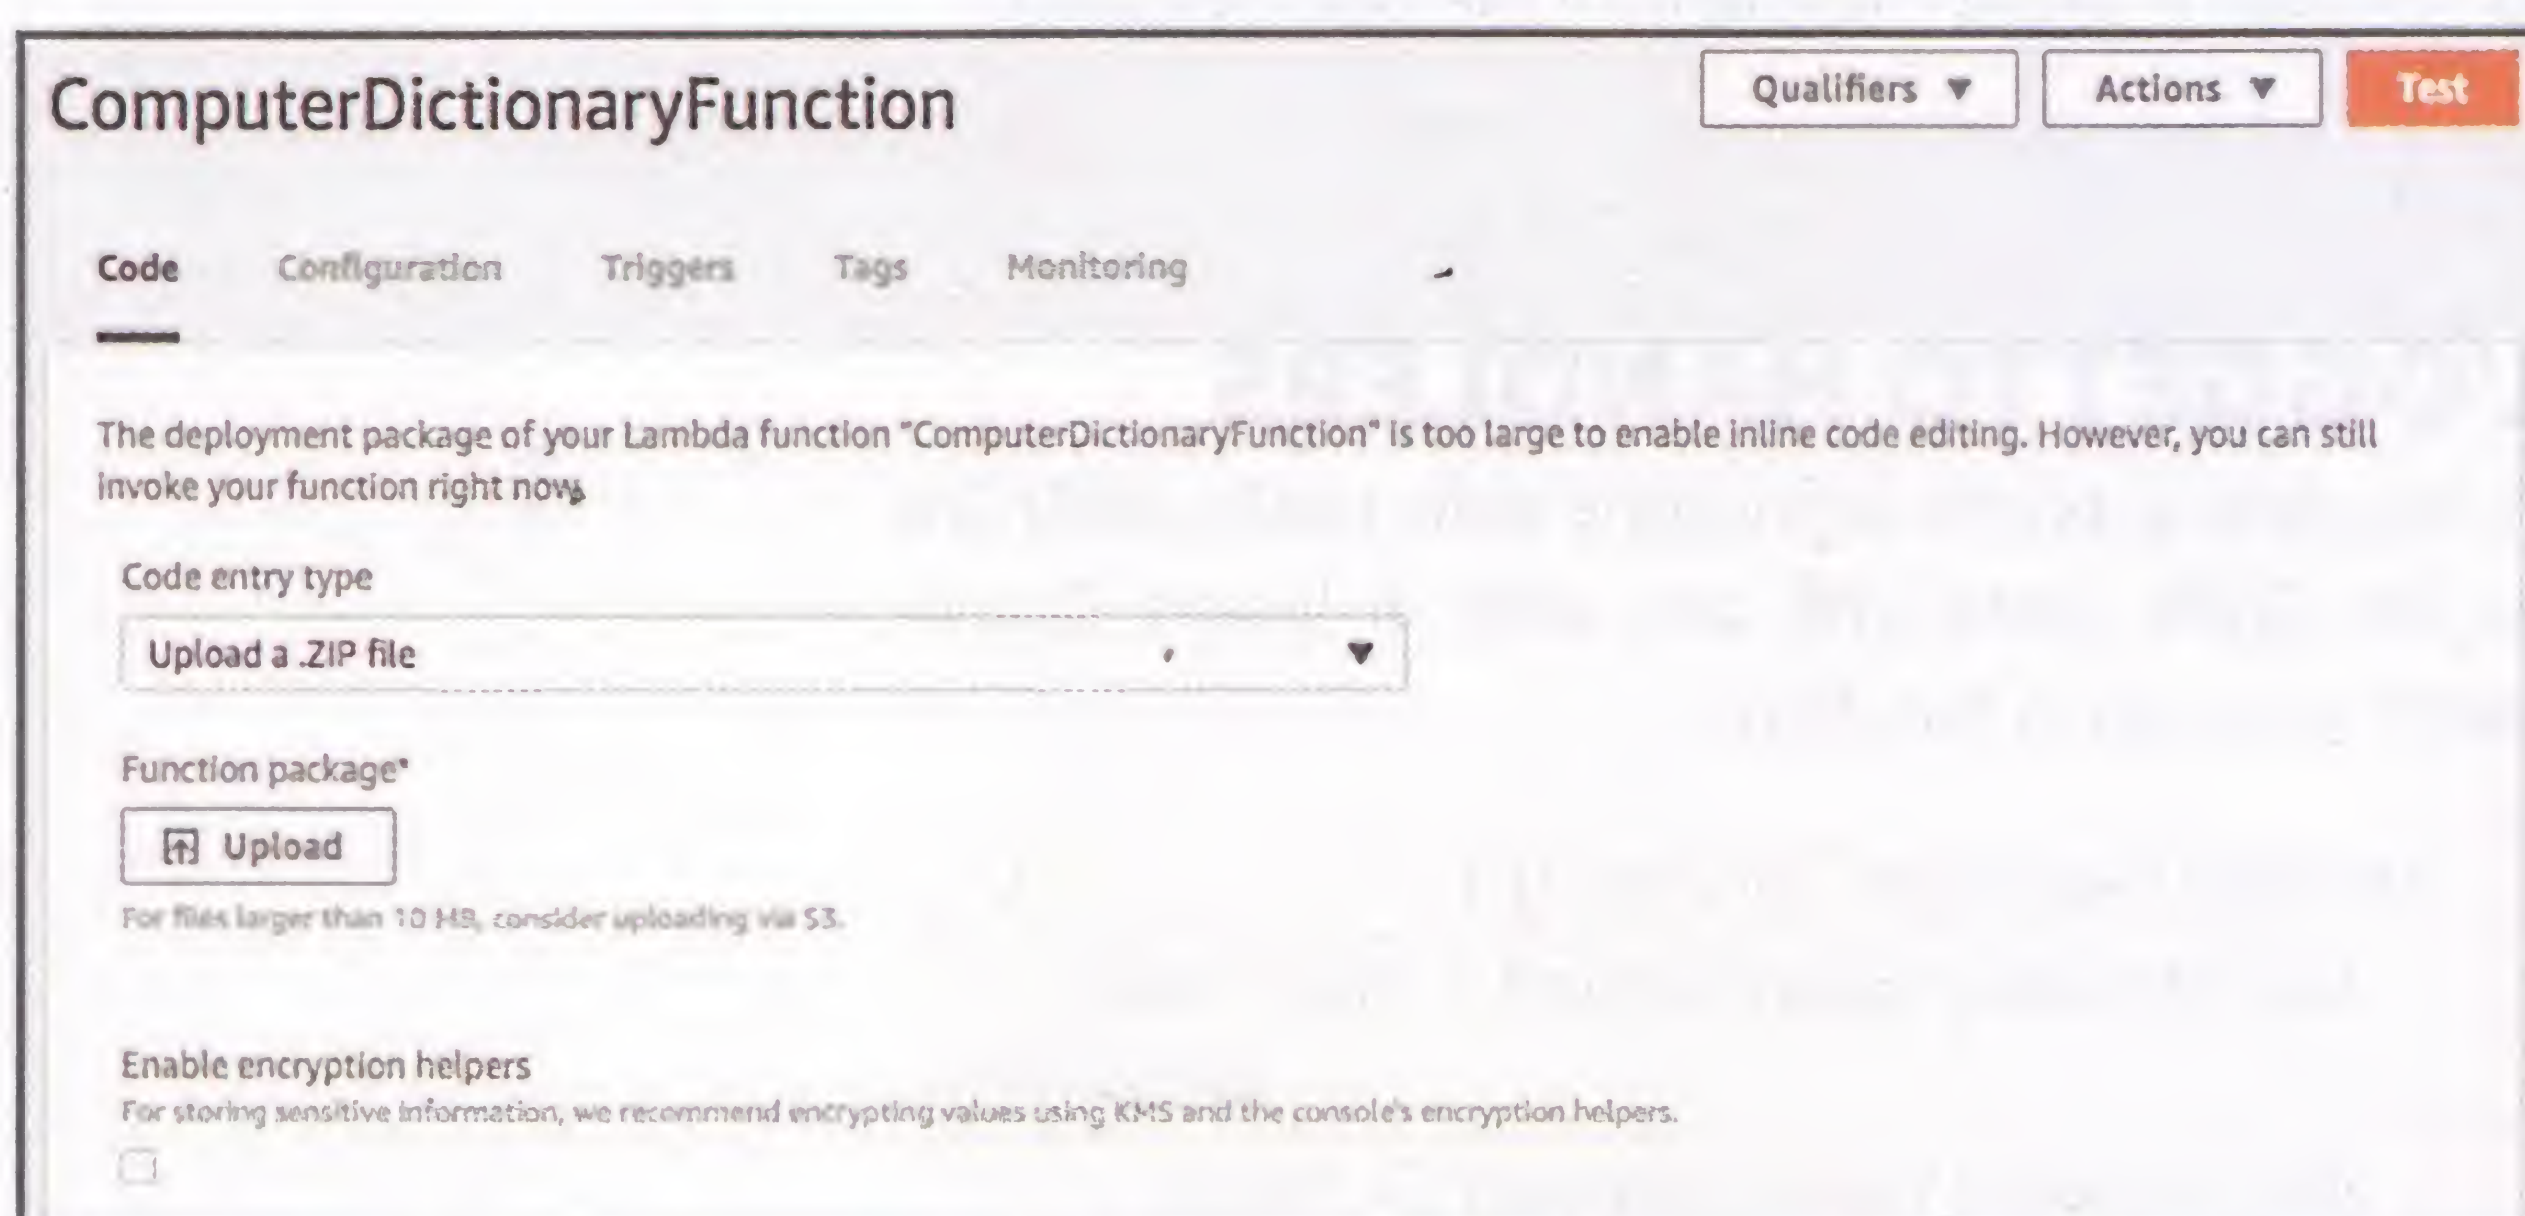 ComputerDictionaryFunction
Qualifiers ▼
Actions ▼
Test
Code
Configuration
Triggers
Tags
Monitoring
The deployment package of your Lambda function "ComputerDictionaryFunction" is too large to enable inline code editing. However, you can still
invoke your function right now.
Code entry type
Upload a .ZIP file
Function package*
Upload
For files larger than 10 MB, consider uploading via S3.
Enable encryption helpers
For storing sensitive information, we recommend encrypting values using KMS and the console's encryption helpers.